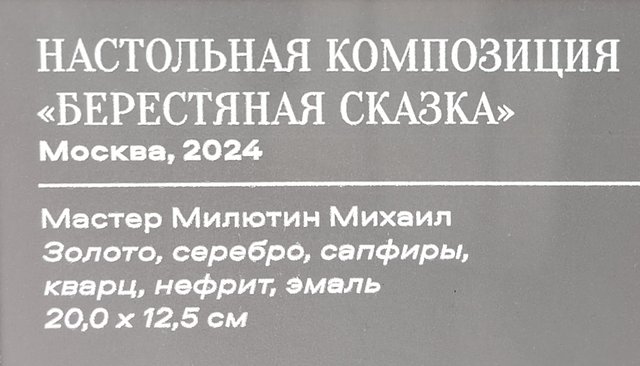 НАСТОЛЬНАЯ КОМПОЗИЦИЯ
«БЕРЕСТЯНАЯ СКАЗКА»
Москва, 2024
Мастер Милютин Михаил
Золото, серебро, сапфиры,
кварц, нефрит, эмаль
20,0 х 12,5 см